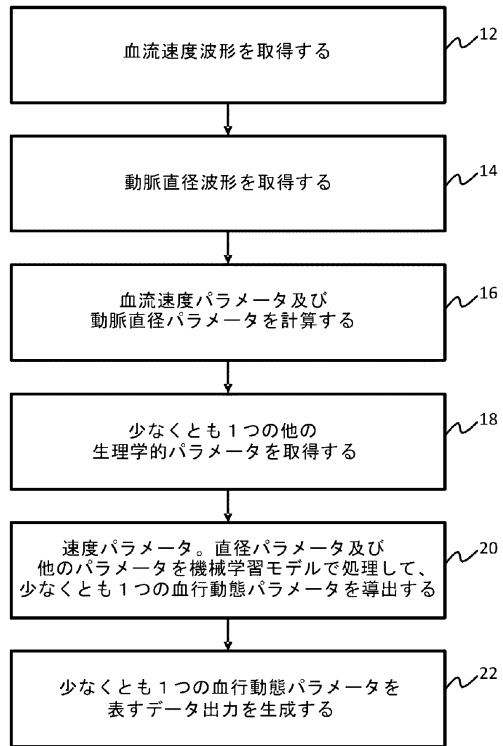 血流速度波形を取得する
12
動脈直径波形を取得する
14
血流速度パラメータ及び
動脈直径パラメータを計算する
16
少なくとも１つの他の
生理学的パラメータを取得する
18
速度パラメータ。直径パラメータ及び
他のパラメータを機械学習モデルで処理して、
少なくとも１つの血行動態パラメータを導出する
20
少なくとも１つの血行動態パラメータを
表すデータ出力を生成する
22